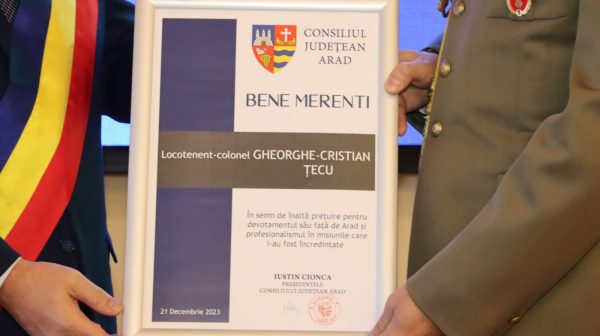 CONSILIUL
JUDEȚEAN
ARAD
BENE MERENTI
Locotenent-colonel GHEORGHE-CRISTIAN
ȚECU
În semn de înaltă prețuire pentru
devotamentul său față de Arad și
profesionalismul în misiunile care
i-au fost încredințate
IUSTIN CIONCA
PREȘEDINTELE
CONSILIULUI JUDEȚEAN ARAD
21 Decembrie 2023